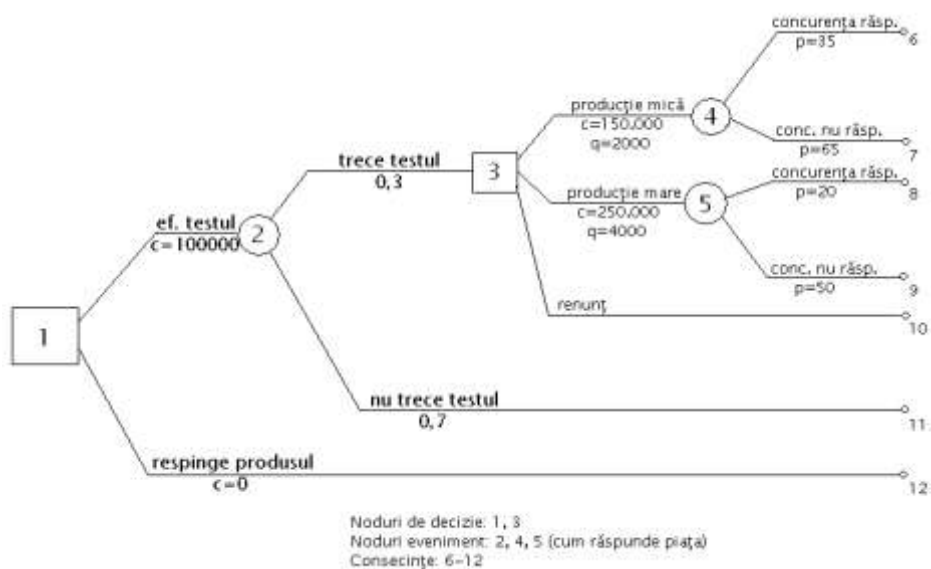 concurența răsp.
p=35
6
producție mică
c=150.000
q=2000
4
conc. nu răsp.
p=65
7
trece testul
0,3
3
concurența răsp.
p=20
8
producție mare
c=250.000
q=4000
5
ef. testul
c=100000
2
conc. nu răsp.
p=50
9
renunț
10
1
nu trece testul
0,7
11
respinge produsul
c=0
12
Noduri de decizie: 1, 3
Noduri eveniment: 2, 4, 5 (cum răspunde piața)
Consecințe: 6-12